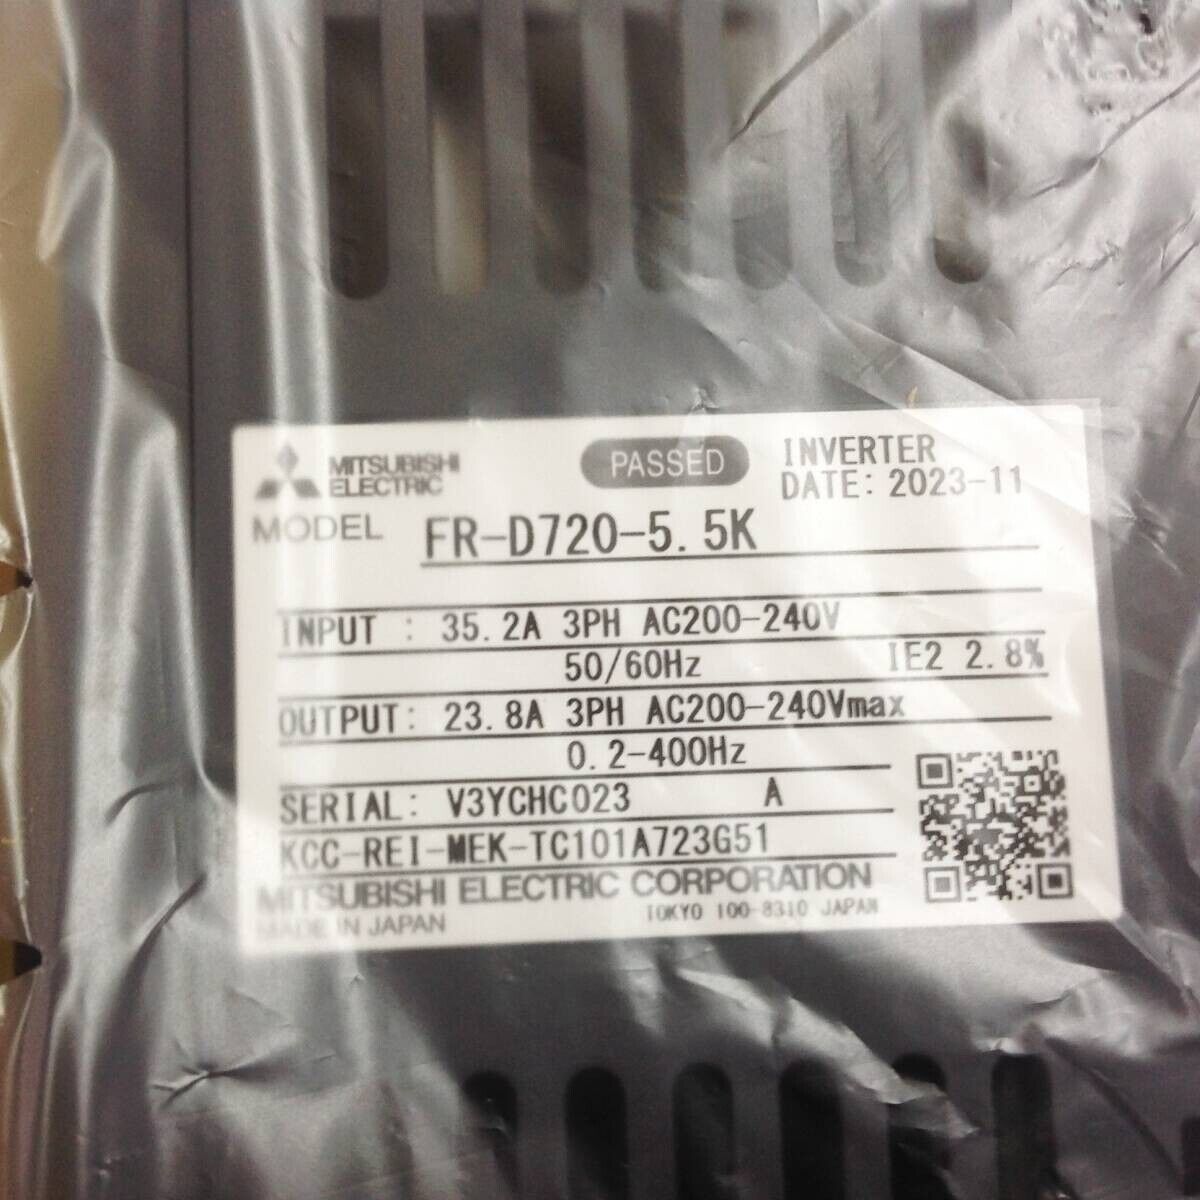 MITSUBISHI
ELECTRIC
PASSED
INVERTER
DATE: 2023-11
MODEL FR-D720-5.5K
INPUT : 35.2A 3PH AC200-240V
50/60Hz IE2 2.8%
OUTPUT: 23.8A 3PH AC200-240Vmax
0.2-400Hz
SERIAL: V3YCHC023 A
KCC-REI-MEK-TC101A723G51
MITSUBISHI ELECTRIC CORPORATION
MADE IN JAPAN TOKYO 100-8310 JAPAN